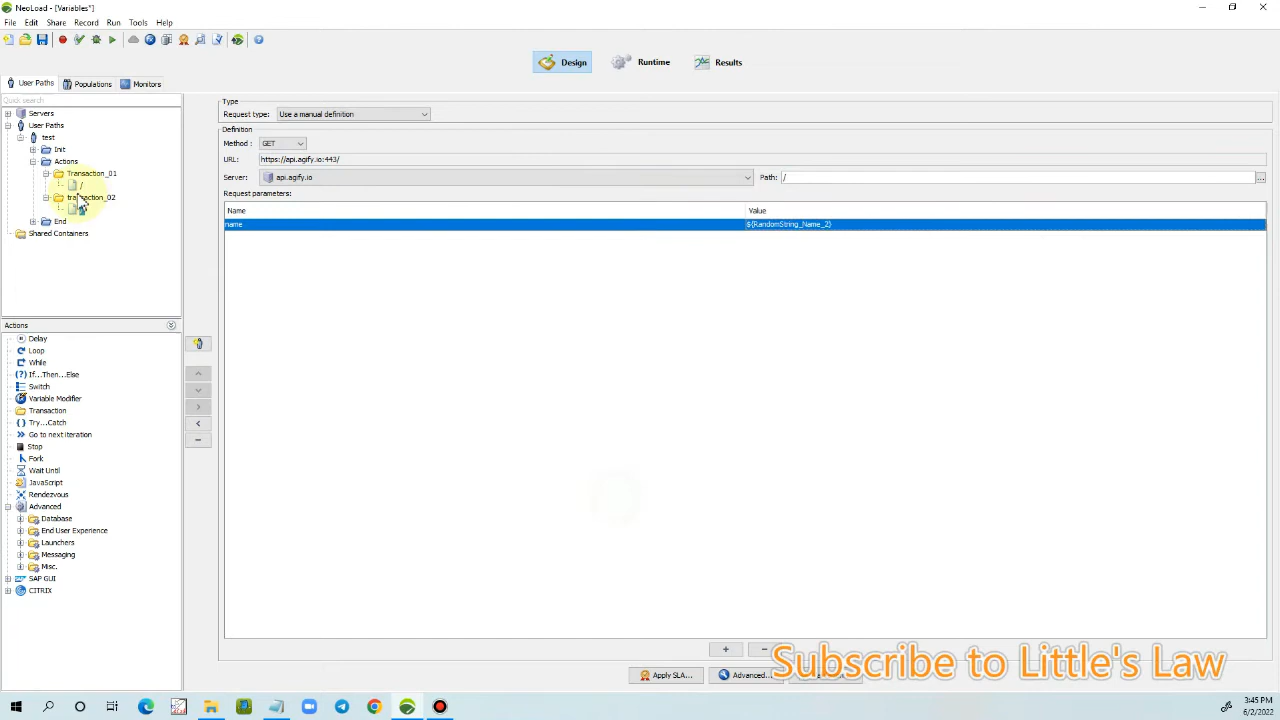 NeoLoad - [Variables*]
File Edit Share Record Run Tools Help
Design Runtime Results
User Paths Populations Monitors
Quick search
Servers
User Paths
test
Init
Actions
Transaction_01
/
transaction_02
End
Shared Containers
Type
Request type: Use a manual definition
Definition
Method : GET
URL: https://api.agify.io:443/
Server: api.agify.io Path: /
...
Request parameters:
Name Value
name ${RandomString_Name_2}
Actions
Delay
Loop
While
If...Then...Else
Switch
Variable Modifier
Transaction
Try...Catch
Go to next iteration
Stop
Fork
Wait Until
JavaScript
Rendezvous
Advanced
Database
End User Experience
Launchers
Messaging
Misc.
SAP GUI
CITRIX
Subscribe to Little's Law
Apply SLA... Advanced...
3:45 PM
6/2/2022